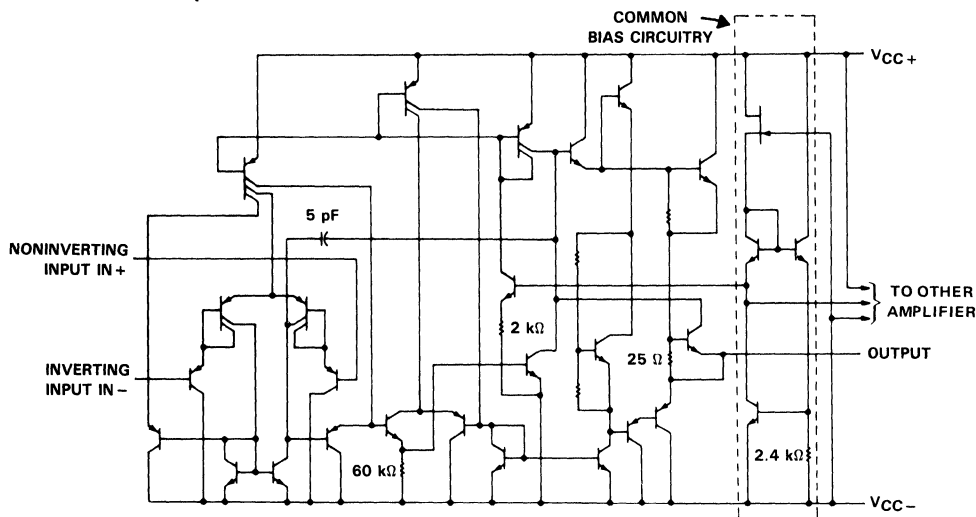 COMMON
BIAS CIRCUITRY
VCC+
5 pF
NONINVERTING
INPUT IN+
TO OTHER
AMPLIFIER
2 kΩ
OUTPUT
25 Ω
INVERTING
INPUT IN−
60 kΩ
2.4 kΩ
VCC−